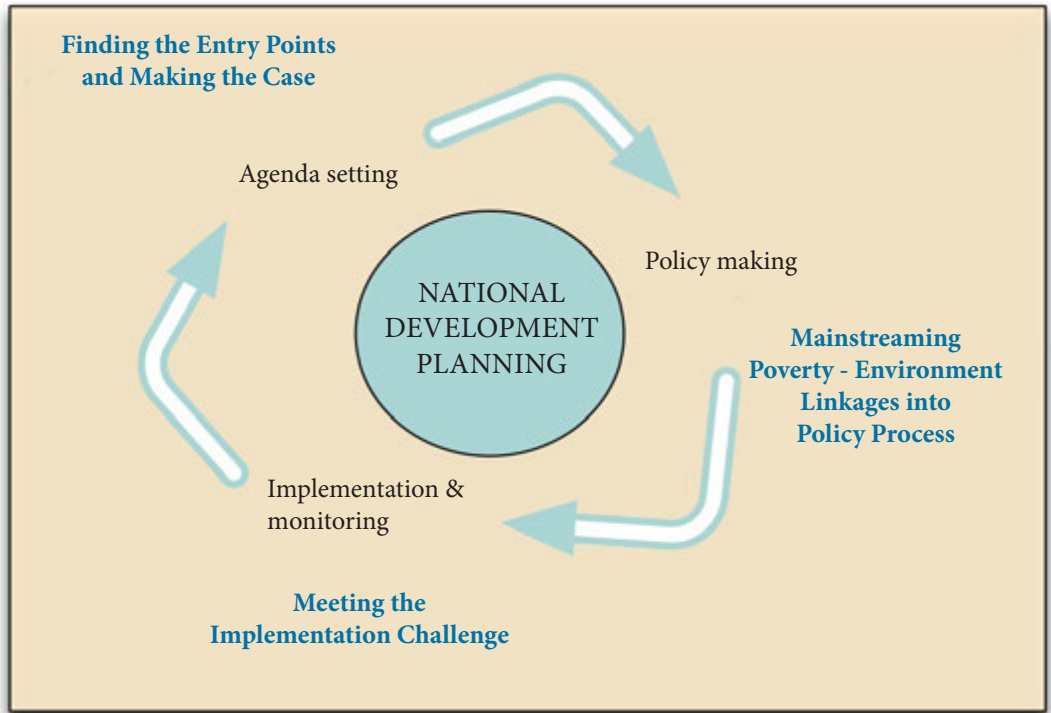 Finding the Entry Points
and Making the Case
Agenda setting
Policy making
NATIONAL
DEVELOPMENT
PLANNING
Mainstreaming
Poverty - Environment
Linkages into
Policy Process
Implementation &
monitoring
Meeting the
Implementation Challenge